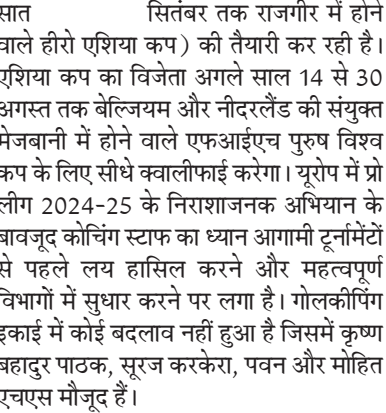 सात सितंबर तक राजगीर में होने
वाले हीरो एशिया कप) की तैयारी कर रही है।
एशिया कप का विजेता अगले साल 14 से 30
अगस्त तक बेल्जियम और नीदरलैंड की संयुक्त
मेजबानी में होने वाले एफआईएच पुरुष विश्व
कप के लिए सीधे क्वालीफाई करेगा। यूरोप में प्रो
लीग 2024-25 के निराशाजनक अभियान के
बावजूद कोचिंग स्टाफ का ध्यान आगामी टूर्नामेंटों
से पहले लय हासिल करने और महत्वपूर्ण
विभागों में सुधार करने पर लगा है। गोलकीपिंग
इकाई में कोई बदलाव नहीं हुआ है जिसमें कृष्ण
बहादुर पाठक, सूरज करकेरा, पवन और मोहित
एचएस मौजूद हैं।